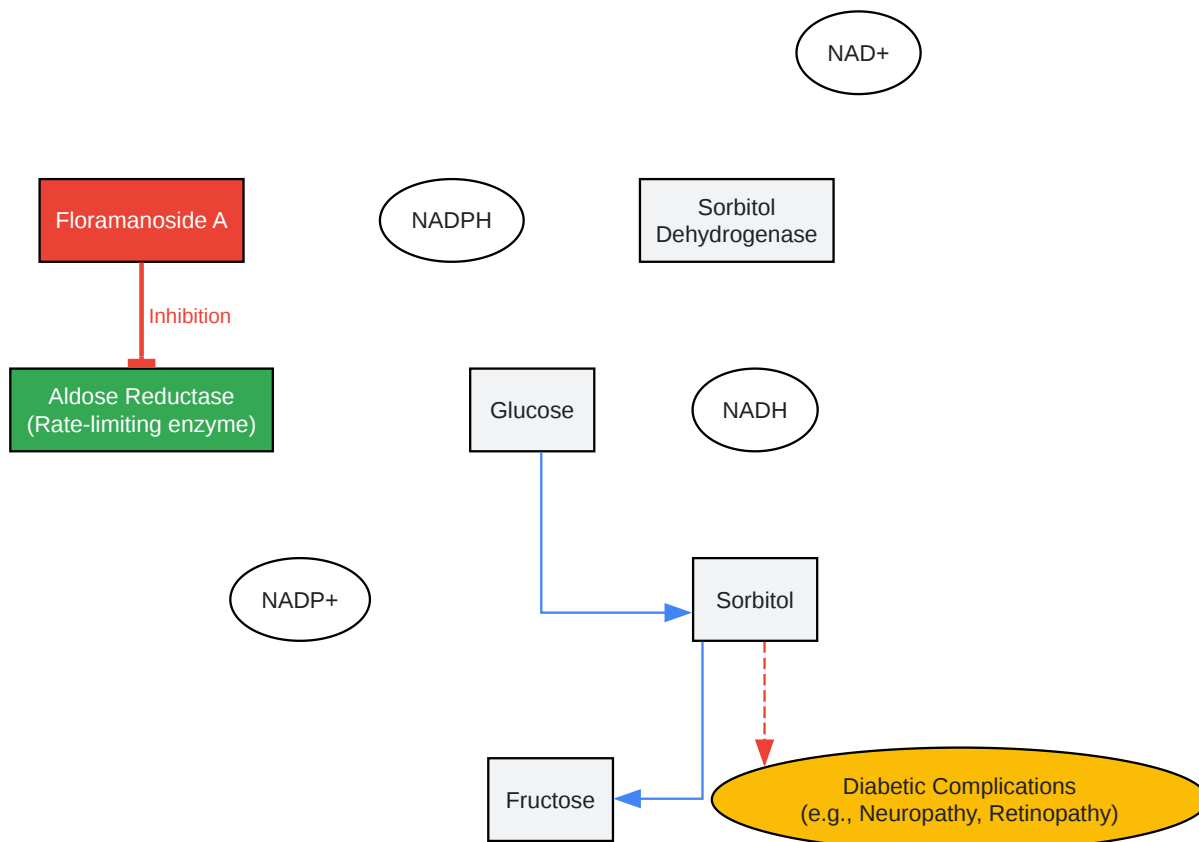 NAD+
Floramanoside A
NADPH
Sorbitol
Dehydrogenase
Inhibition
Aldose Reductase
(Rate-limiting enzyme)
Glucose
NADH
NADP+
Sorbitol
Fructose
Diabetic Complications
(e.g., Neuropathy, Retinopathy)